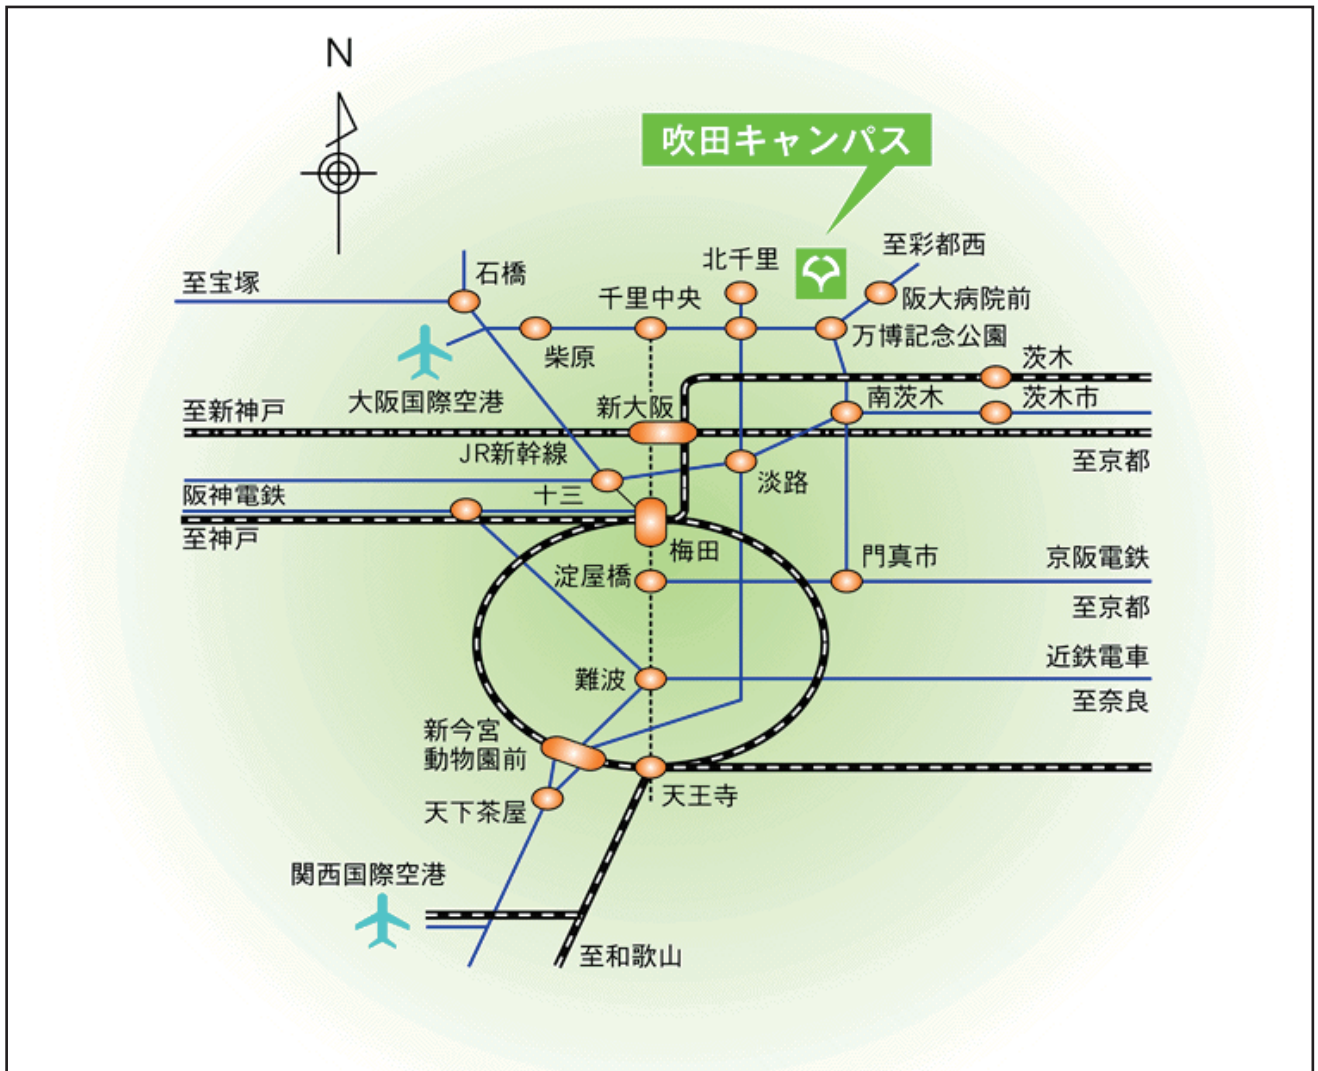 N
吹田キャンパス
至彩都西
北千里
石橋
至宝塚
千里中央
阪大病院前
万博記念公園
柴原
茨木
大阪国際空港
新大阪
南茨木
茨木市
至新神戸
JR新幹線
至京都
淡路
阪神電鉄
十三
至神戸
梅田
門真市
京阪電鉄
淀屋橋
至京都
近鉄電車
難波
至奈良
新今宮
動物園前
天王寺
天下茶屋
関西国際空港
至和歌山